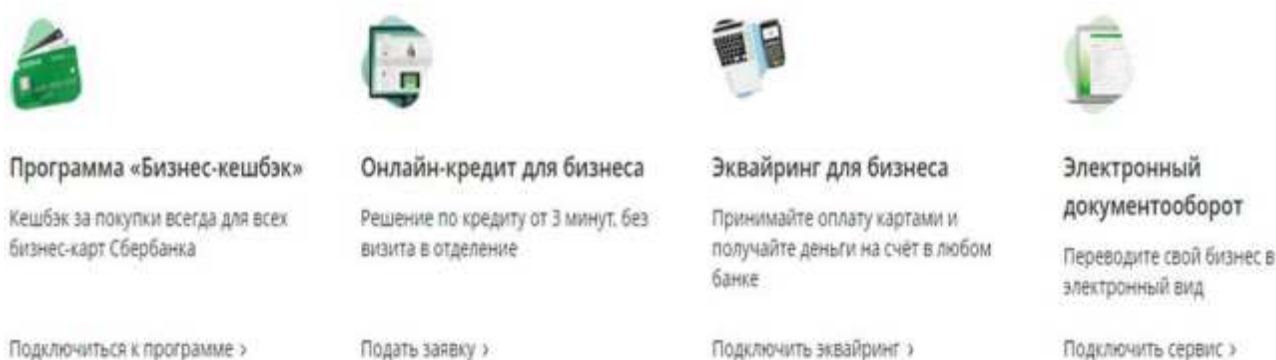 Программа «Бизнес-кешбэк»
Кешбэк за покупки всегда для всех
бизнес-карт Сбербанка
Подключиться к программе >
Онлайн-кредит для бизнеса
Решение по кредиту от 3 минут, без
визита в отделение
Подать заявку >
Эквайринг для бизнеса
Принимайте оплату картами и
получайте деньги на счёт в любом
банке
Подключить эквайринг >
Электронный
документооборот
Переводите свой бизнес в
электронный вид
Подключить сервис >